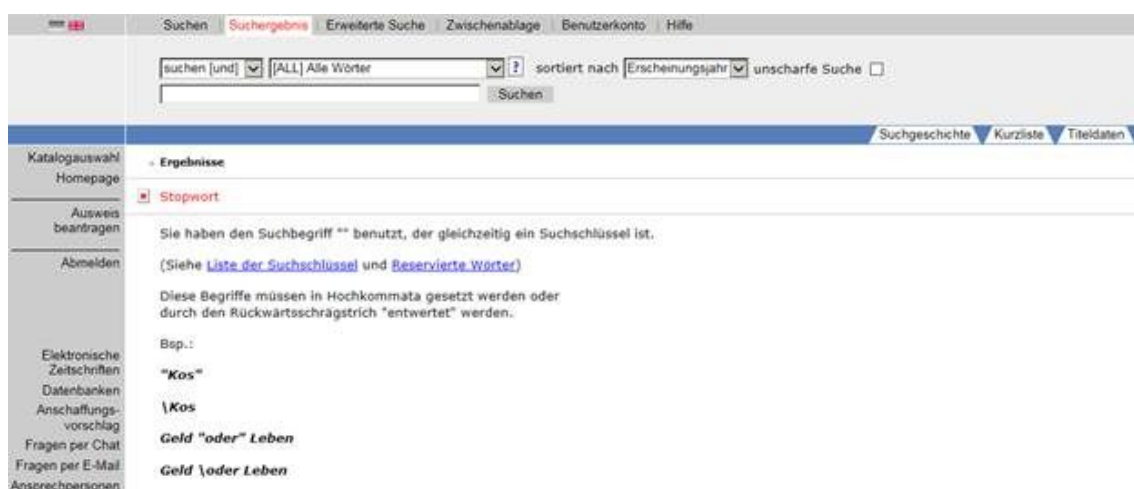 Suchen Suchergebnis Erweiterte Suche Zwischenablage Benutzerkonto Hilfe
suchen [und] [ALL] Alle Wörter ? sortiert nach Erscheinungsjahr unscharfe Suche
Suchen
Suchgeschichte Kurzliste Titeldaten
Katalogauswahl
Homepage
Ausweis
beantragen
Abmelden
Elektronische
Zeitschriften
Datenbanken
Anschaffungs-
vorschlag
Fragen per Chat
Fragen per E-Mail
Ansprechpersonen
Ergebnisse
Stopwort
Sie haben den Suchbegriff "" benutzt, der gleichzeitig ein Suchschlüssel ist.
(Siehe Liste der Suchschlüssel und Reservierte Wörter)
Diese Begriffe müssen in Hochkommata gesetzt werden oder
durch den Rückwärtsschrägstrich "entwertet" werden.
Bsp.:
"Kos"
\Kos
Geld "oder" Leben
Geld \oder Leben